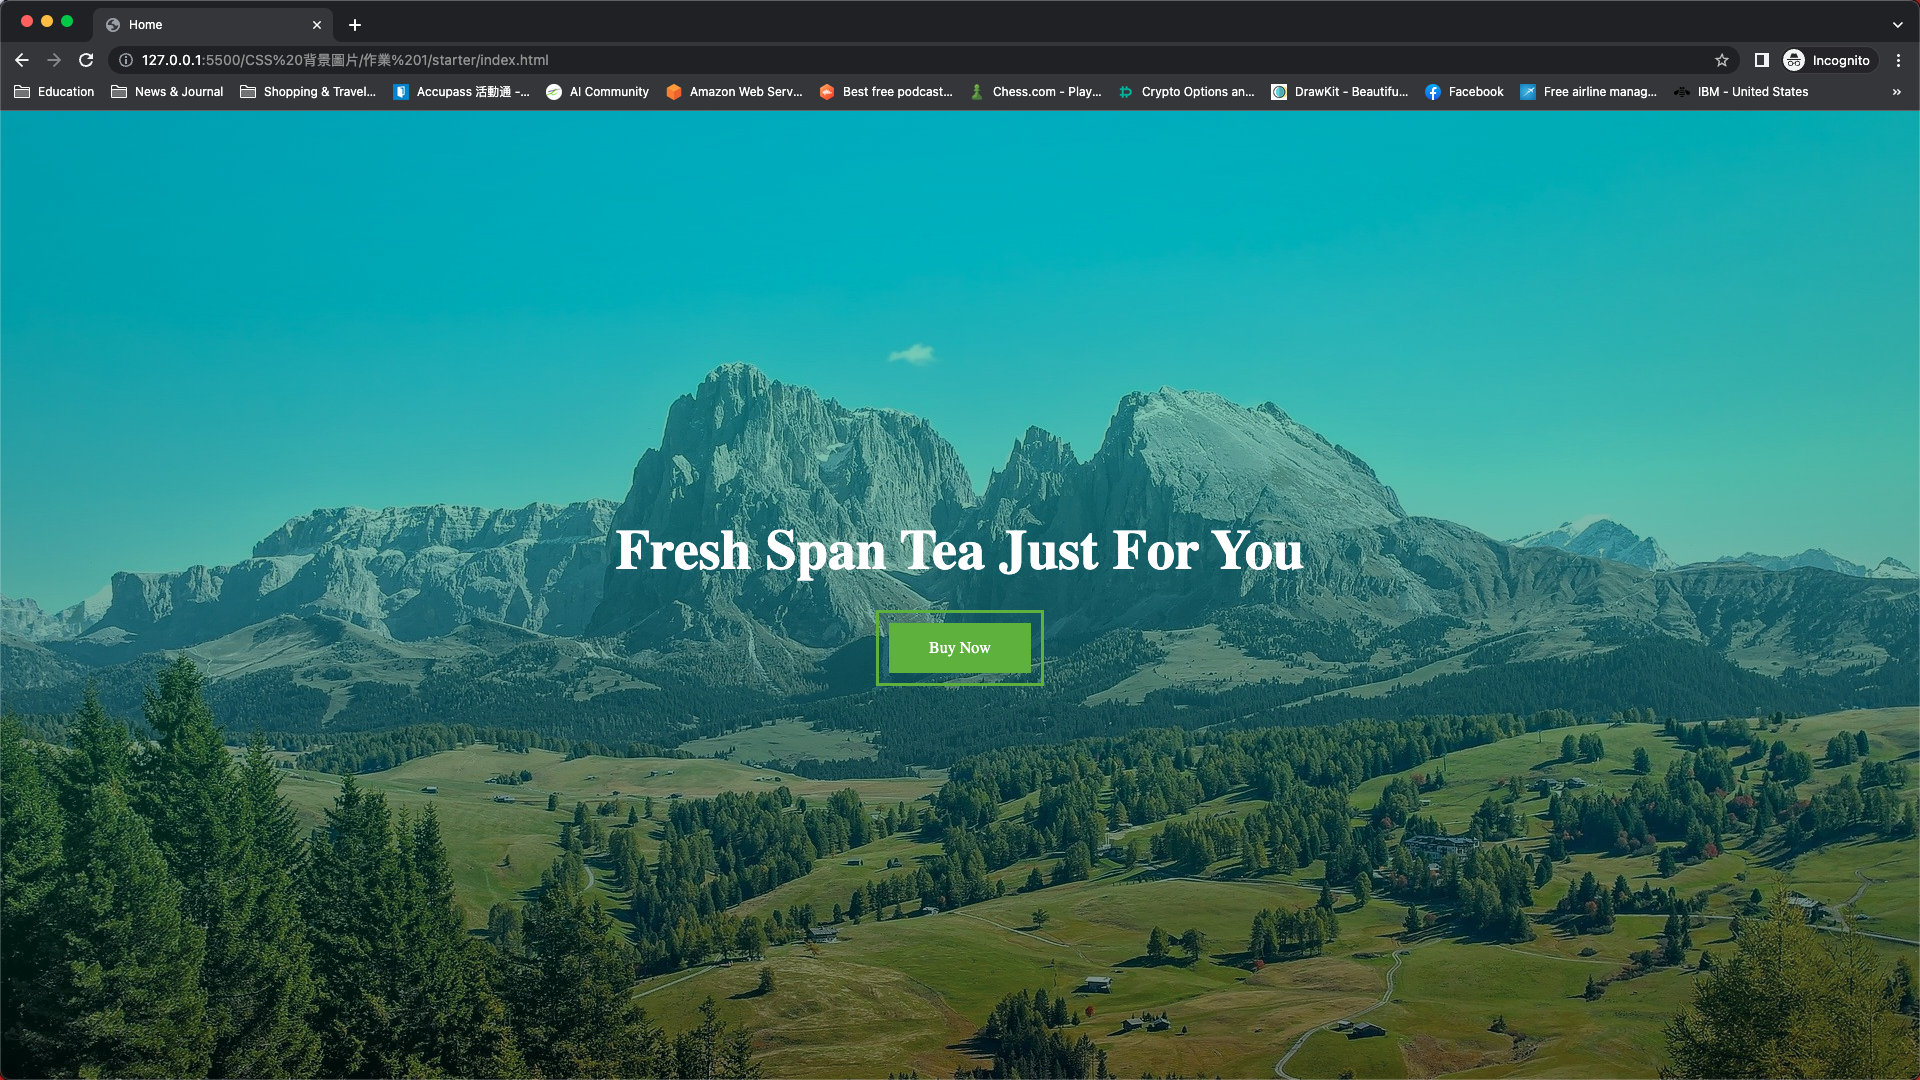 Home
127.0.0.1:5500/CSS%20背景圖片/作業%201/starter/index.html
Incognito
Education
News & Journal
Shopping & Travel...
Accupass 活動通 -...
AI Community
Amazon Web Serv...
Best free podcast...
Chess.com - Play...
Crypto Options an...
DrawKit - Beautifu...
Facebook
Free airline manag...
IBM - United States
»
Fresh Span Tea Just For You
Buy Now